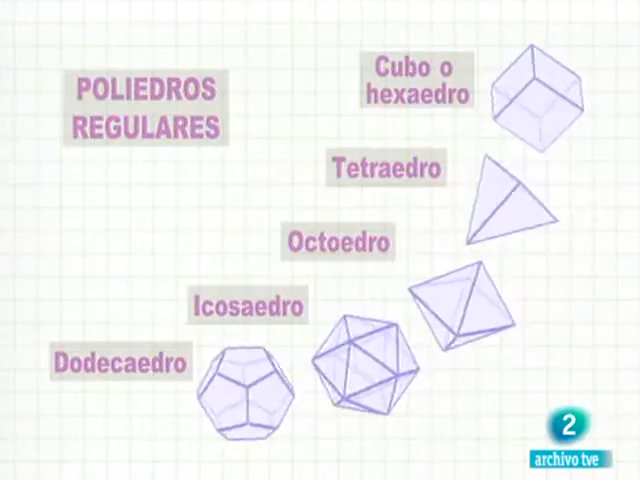 POLIEDROS
REGULARES
Cubo o
hexaedro
Tetraedro
Octoedro
Icosaedro
Dodecaedro
2
archivo tve